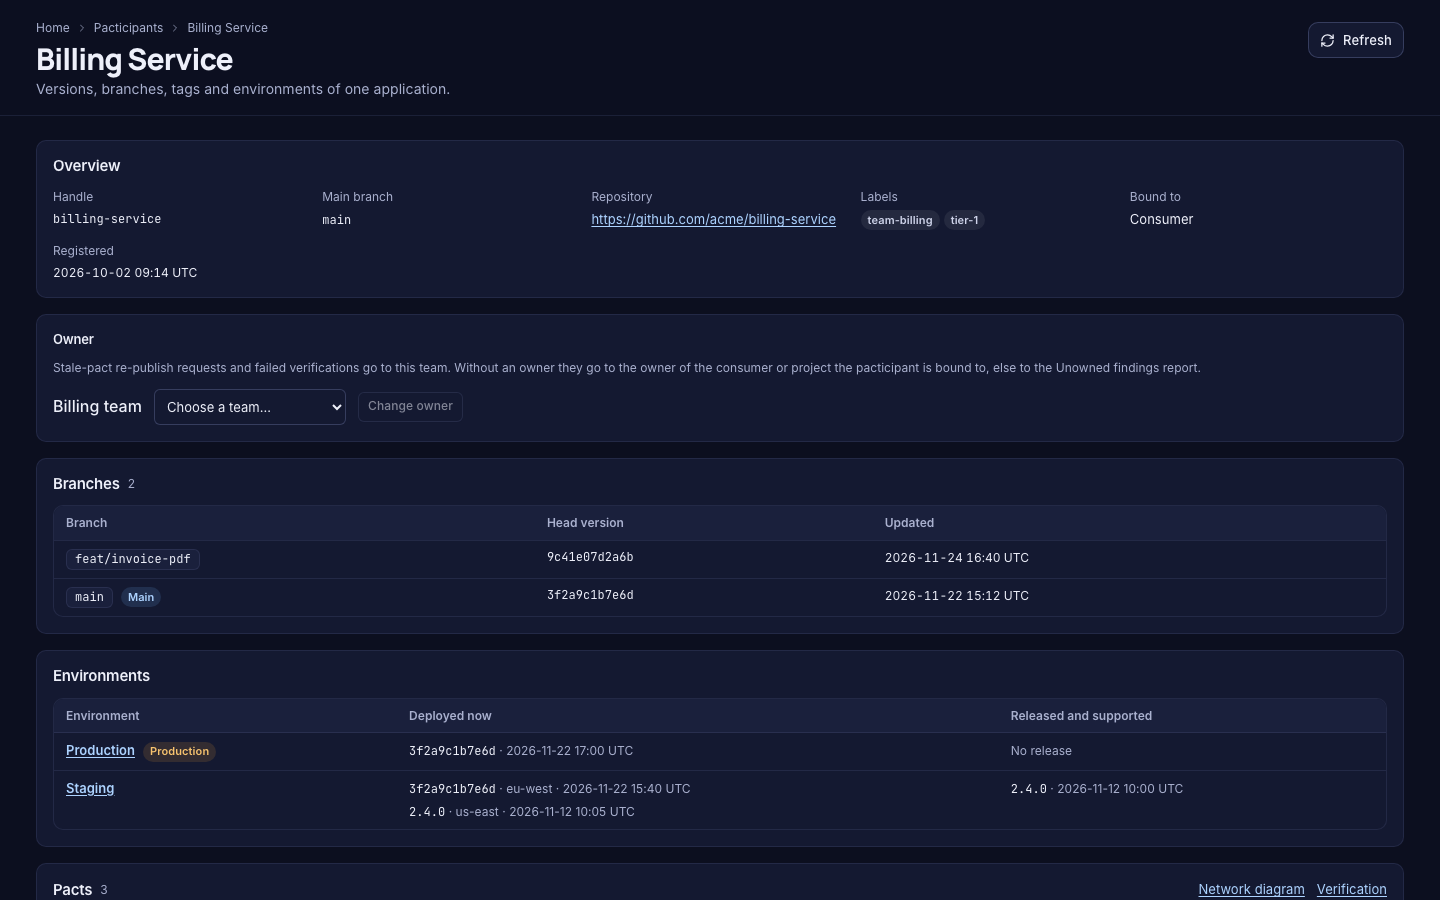 Home > Pacticipants > Billing Service
Billing Service
Versions, branches, tags and environments of one application.
Refresh
Overview
Handle
billing-service
Main branch
main
Repository
https://github.com/acme/billing-service
Labels
team-billing tier-1
Bound to
Consumer
Registered
2026-10-02 09:14 UTC
Owner
Stale-pact re-publish requests and failed verifications go to this team. Without an owner they go to the owner of the consumer or project the pacticipant is bound to, else to the Unowned findings report.
Billing team Choose a team... Change owner
Branches 2
Branch Head version Updated
feat/invoice-pdf 9c41e07d2a6b 2026-11-24 16:40 UTC
main Main 3f2a9c1b7e6d 2026-11-22 15:12 UTC
Environments
Environment Deployed now Released and supported
Production Production 3f2a9c1b7e6d · 2026-11-22 17:00 UTC No release
Staging 3f2a9c1b7e6d · eu-west · 2026-11-22 15:40 UTC 2.4.0 · 2026-11-12 10:00 UTC
2.4.0 · us-east · 2026-11-12 10:05 UTC
Pacts 3 Network diagram Verification